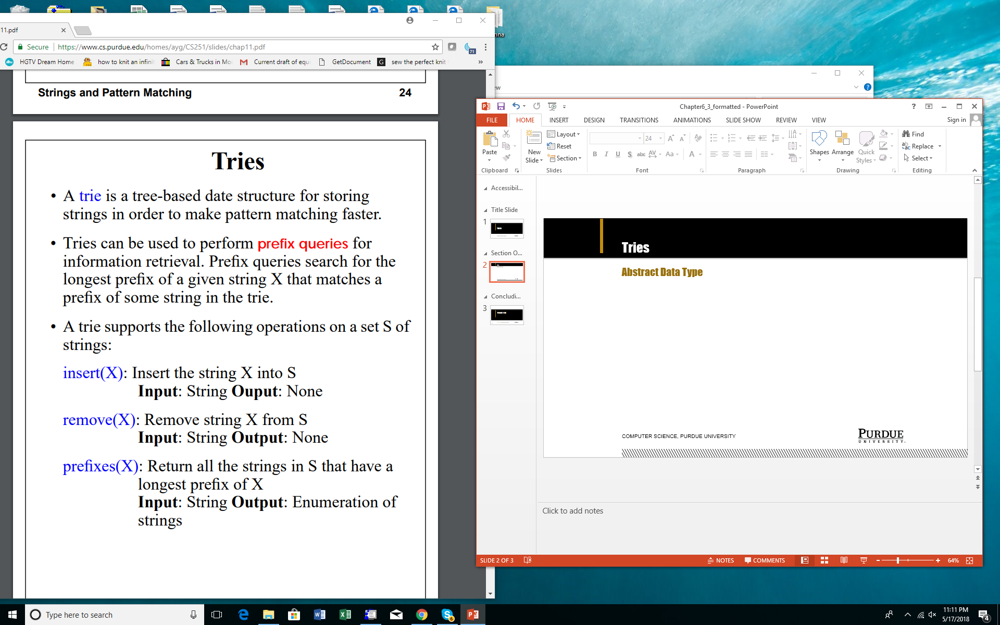 nna
11.pdf
Secure
https://www.cs.purdue.edu/homes/ayg/CS251/slides/chap11.pdf
71
HGTV Dream Home
how to knit an infini
Cars & Trucks in Moc
Current draft of equi
GetDocument
G
sew the perfect knit
»
Strings and Pattern Matching 24
Tries
• A trie is a tree-based date structure for storing
strings in order to make pattern matching faster.
• Tries can be used to perform prefix queries for
information retrieval. Prefix queries search for the
longest prefix of a given string X that matches a
prefix of some string in the trie.
• A trie supports the following operations on a set S of
strings:
insert(X): Insert the string X into S
Input: String Ouput: None
remove(X): Remove string X from S
Input: String Output: None
prefixes(X): Return all the strings in S that have a
longest prefix of X
Input: String Output: Enumeration of
strings
ew
?
Chapter6_3_formatted - PowerPoint
?
FILE HOME INSERT DESIGN TRANSITIONS ANIMATIONS SLIDE SHOW REVIEW VIEW Sign in
Paste
Clipboard
New
Slide
Layout
Reset
Section
Slides
24
B I U S abc AV Aa A
Font
Paragraph
Shapes Arrange Quick
Styles
Drawing
Find
Replace
Select
Editing
Accessibil...
Title Slide
1
Section O...
2
Concludi...
3
Tries
Abstract Data Type
COMPUTER SCIENCE, PURDUE UNIVERSITY
PURDUE
UNIVERSITY
Click to add notes
SLIDE 2 OF 3
NOTES COMMENTS 64%
Type here to search
6
11:11 PM
5/17/2018
4